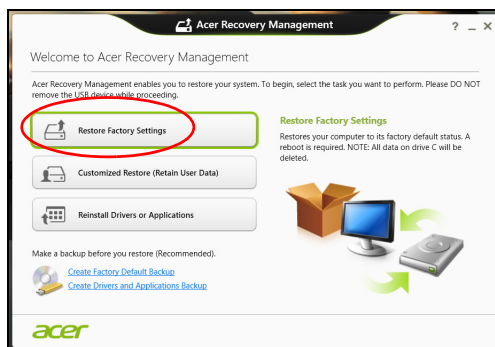 Acer Recovery Management
? _ X
Welcome to Acer Recovery Management
Acer Recovery Management enables you to restore your system. To begin, select the task you want to perform. Please DO NOT
remove the USB device while proceeding.
Restore Factory Settings
Customized Restore (Retain User Data)
Reinstall Drivers or Applications
Restore Factory Settings
Restores your computer to its factory default status. A
reboot is required. NOTE: All data on drive C will be
deleted.
Make a backup before you restore (Recommended).
Create Factory Default Backup
Create Drivers and Applications Backup
acer